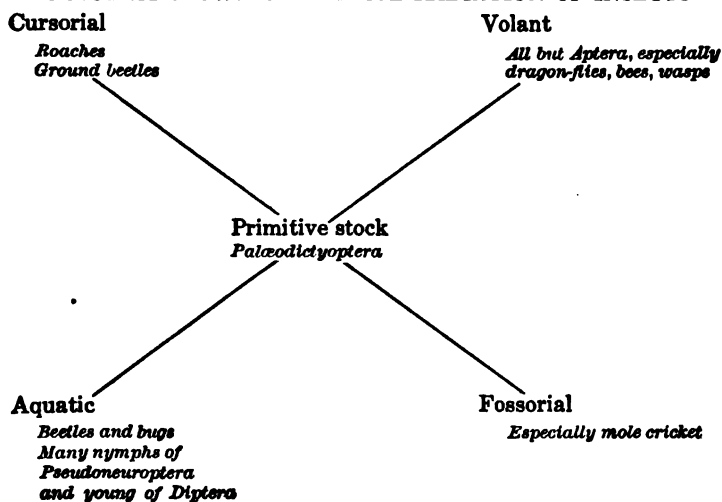 Cursorial
Roaches
Ground beetles
Volant
All but Aptera, especially
dragon-flies, bees, wasps
Primitive stock
Palæodictyoptera
Aquatic
Beetles and bugs
Many nymphs of
Pseudoneuroptera
and young of Diptera
Fossorial
Especially mole cricket